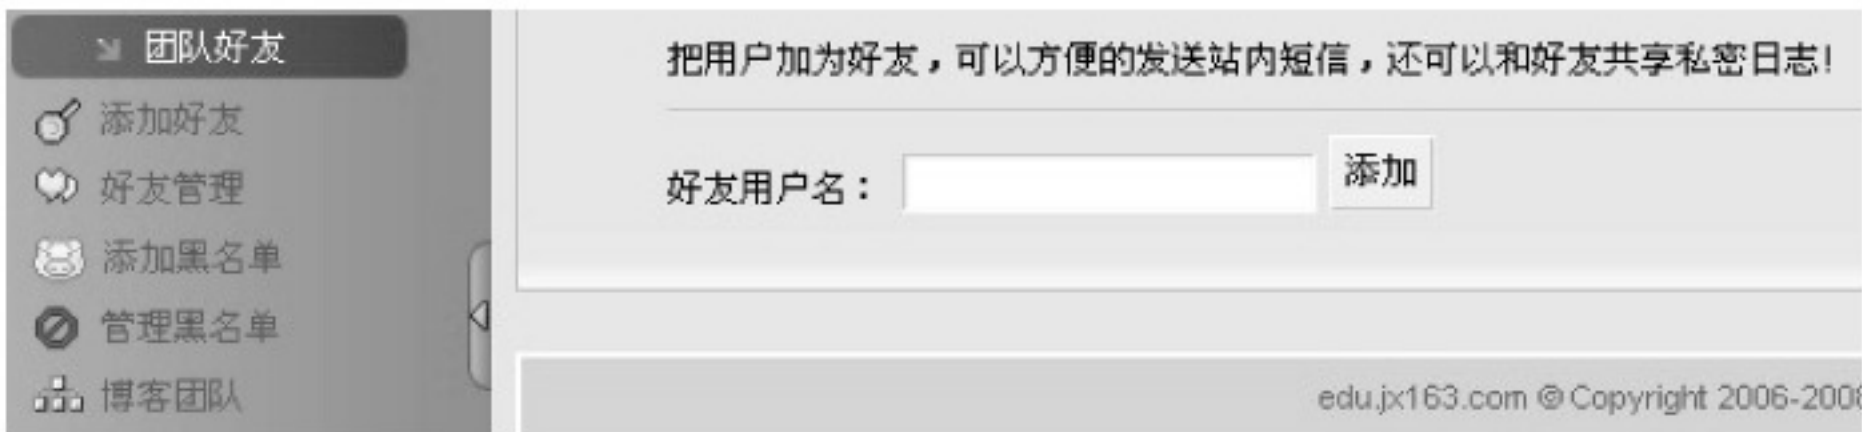 团队好友
添加好友
好友管理
添加黑名单
管理黑名单
博客团队
把用户加为好友，可以方便的发送站内短信，还可以和好友共享私密日志!
好友用户名：
添加
edu.jx163.com © Copyright 2006-2008